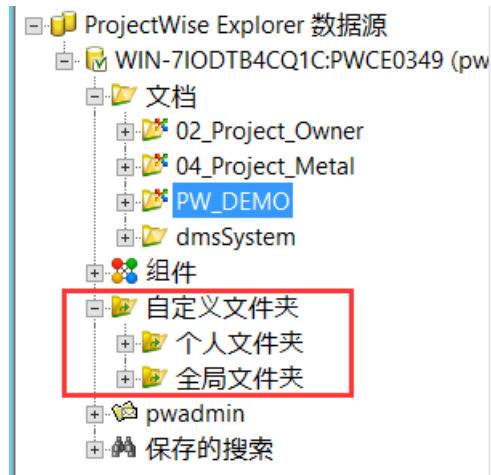 ProjectWise Explorer 数据源
WIN-7IODTB4CQ1C:PWCE0349 (pw
文档
02_Project_Owner
04_Project_Metal
PW_DEMO
dmsSystem
组件
自定义文件夹
个人文件夹
全局文件夹
pwadmin
保存的搜索